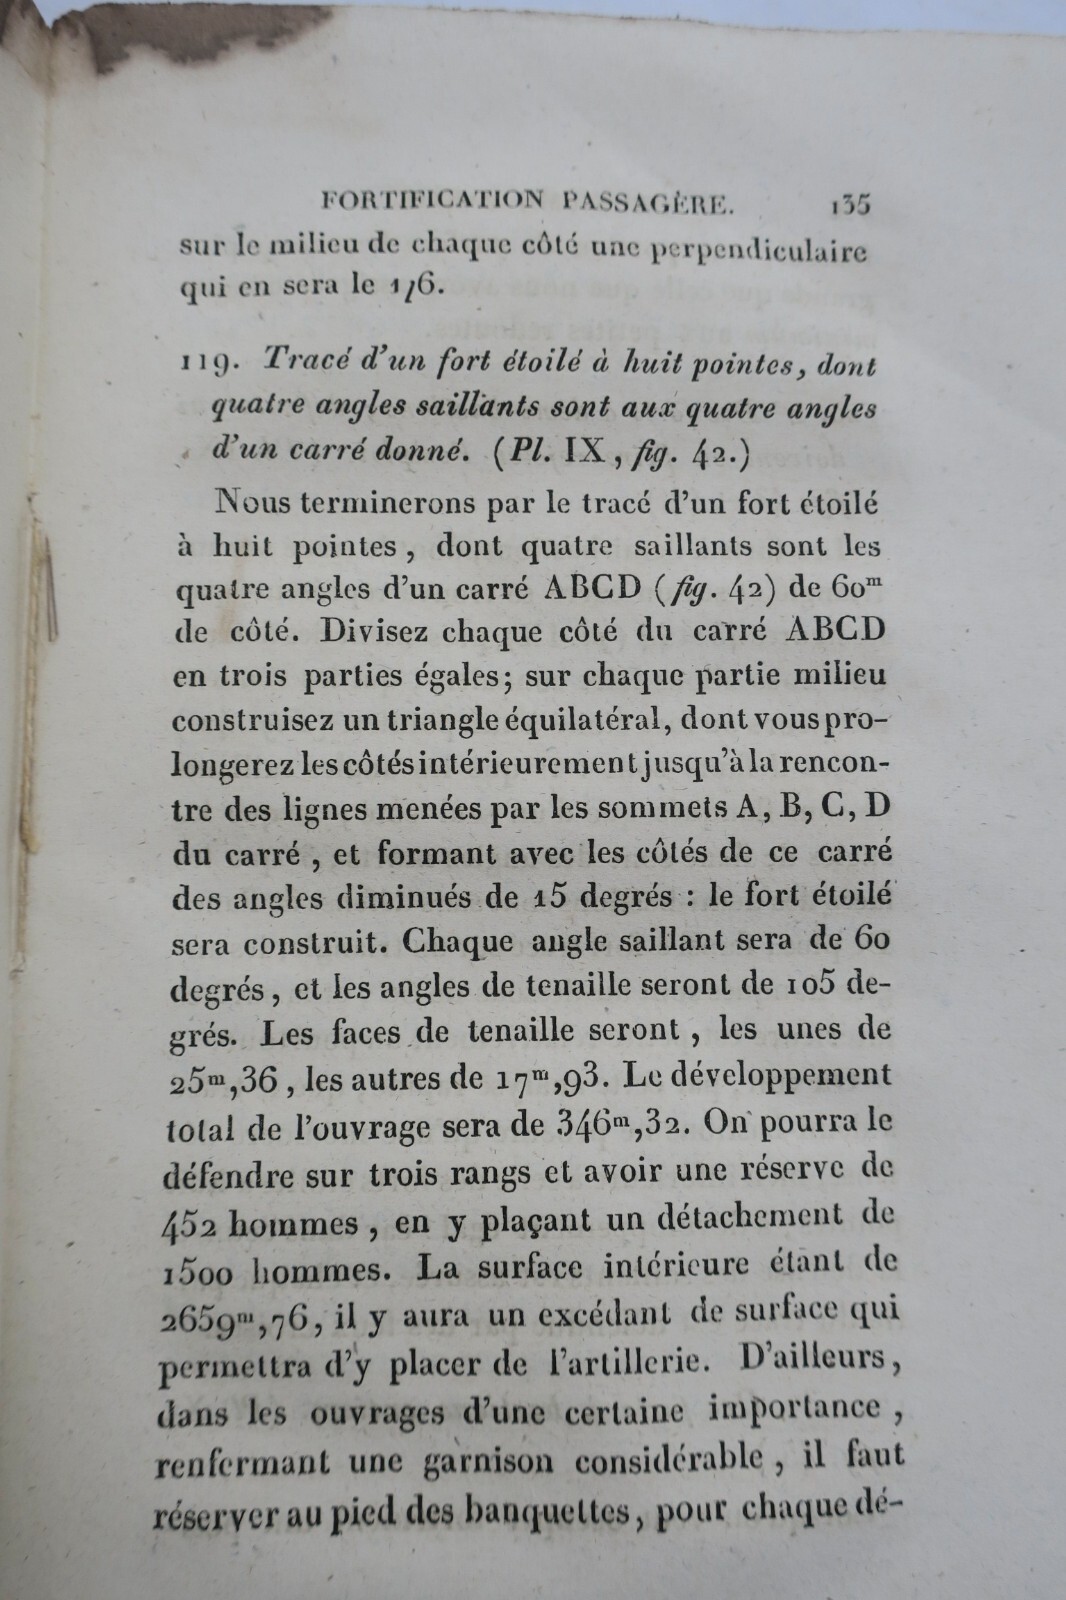 FORTIFICATION PASSAGÈRE. 135
sur le milieu de chaque côté une perpendiculaire
qui en sera le 1/6.
119. Tracé d'un fort étoilé à huit pointes, dont
quatre angles saillants sont aux quatre angles
d'un carré donné. (Pl. IX, fig. 42.)
Nous terminerons par le tracé d'un fort étoilé
à huit pointes, dont quatre saillants sont les
quatre angles d'un carré ABCD (fig. 42) de 60ᵐ
de côté. Divisez chaque côté du carré ABCD
en trois parties égales; sur chaque partie milieu
construisez un triangle équilatéral, dont vous pro-
longerez les côtés intérieurement jusqu'à la rencon-
tre des lignes menées par les sommets A, B, C, D
du carré, et formant avec les côtés de ce carré
des angles diminués de 15 degrés : le fort étoilé
sera construit. Chaque angle saillant sera de 60
degrés, et les angles de tenaille seront de 105 de-
grés. Les faces de tenaille seront, les unes de
25ᵐ,36, les autres de 17ᵐ,93. Le développement
total de l'ouvrage sera de 346ᵐ,32. On pourra le
défendre sur trois rangs et avoir une réserve de
452 hommes, en y plaçant un détachement de
1500 hommes. La surface intérieure étant de
2659ᵐ,76, il y aura un excédant de surface qui
permettra d'y placer de l'artillerie. D'ailleurs,
dans les ouvrages d'une certaine importance,
renfermant une garnison considérable, il faut
réserver au pied des banquettes, pour chaque dé-